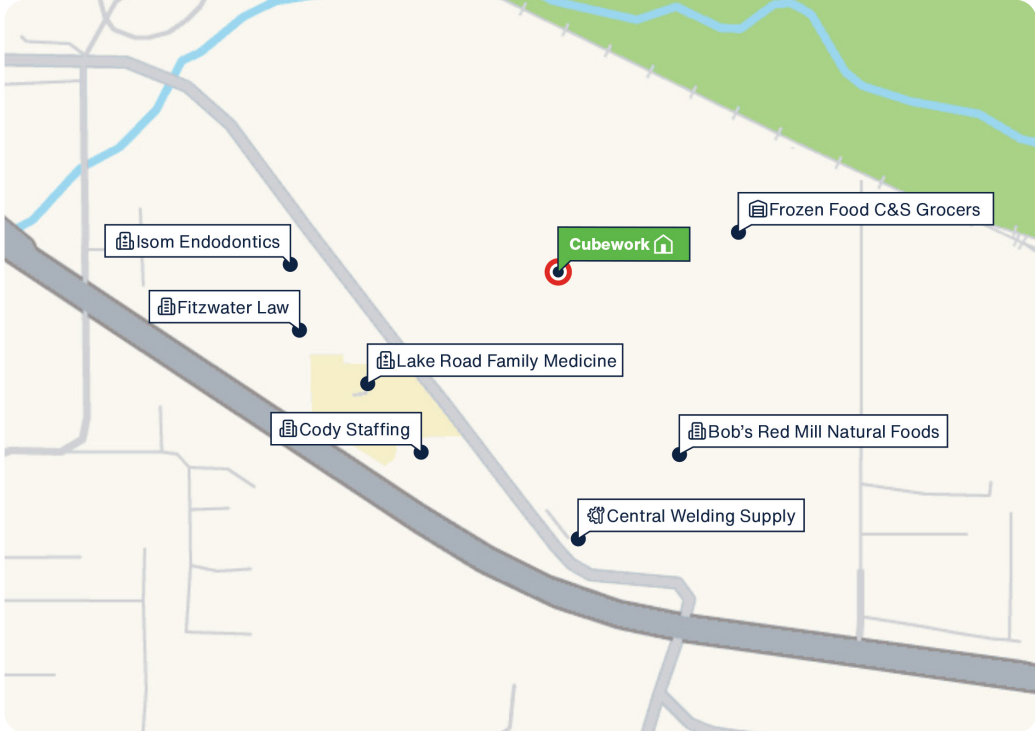 Frozen Food C&S Grocers
Isom Endodontics
Cubework
Fitzwater Law
Lake Road Family Medicine
Cody Staffing
Bob’s Red Mill Natural Foods
Central Welding Supply